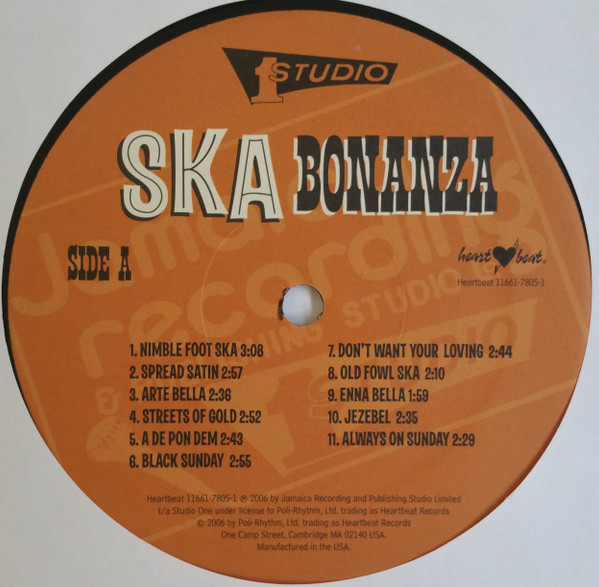 1 STUDIO
SKA BONANZA
SIDE A
heart beat®
Heartbeat 11661-7805-1
1. NIMBLE FOOT SKA 3:08
2. SPREAD SATIN 2:57
3. ARTE BELLA 2:36
4. STREETS OF GOLD 2:52
5. A DE PON DEM 2:43
6. BLACK SUNDAY 2:55
7. DON'T WANT YOUR LOVING 2:44
8. OLD FOWL SKA 2:10
9. ENNA BELLA 1:59
10. JEZEBEL 2:35
11. ALWAYS ON SUNDAY 2:29
Jamaica
recording
& PUBLISHING STUDIO
1 STUDIO
Heartbeat 11661-7805-1 ℗ 2006 by Jamaica Recording and Publishing Studio Limited
t/a Studio One under license to Poli-Rhythm, Ltd. trading as Heartbeat Records
© 2006 by Poli-Rhythm, Ltd. trading as Heartbeat Records
One Camp Street, Cambridge MA 02140 USA.
Manufactured in the USA.